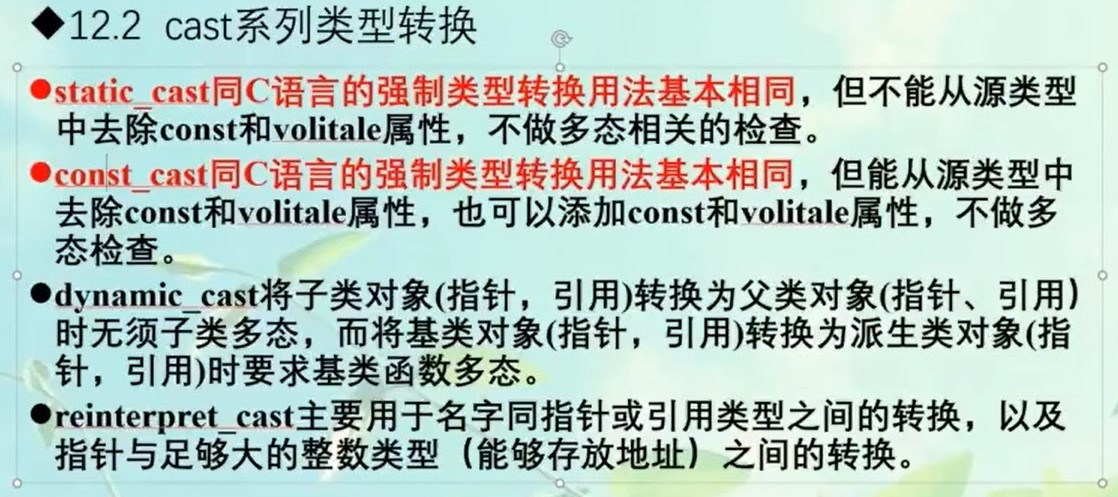 ◆12.2 cast系列类型转换
●static_cast同C语言的强制类型转换用法基本相同，但不能从源类型
中去除const和volitale属性，不做多态相关的检查。
●const_cast同C语言的强制类型转换用法基本相同，但能从源类型中
去除const和volitale属性，也可以添加const和volitale属性，不做多
态检查。
●dynamic_cast将子类对象(指针，引用)转换为父类对象(指针、引用)
时无须子类多态，而将基类对象(指针，引用)转换为派生类对象(指
针，引用)时要求基类函数多态。
●reinterpret_cast主要用于名字同指针或引用类型之间的转换，以及
指针与足够大的整数类型（能够存放地址）之间的转换。